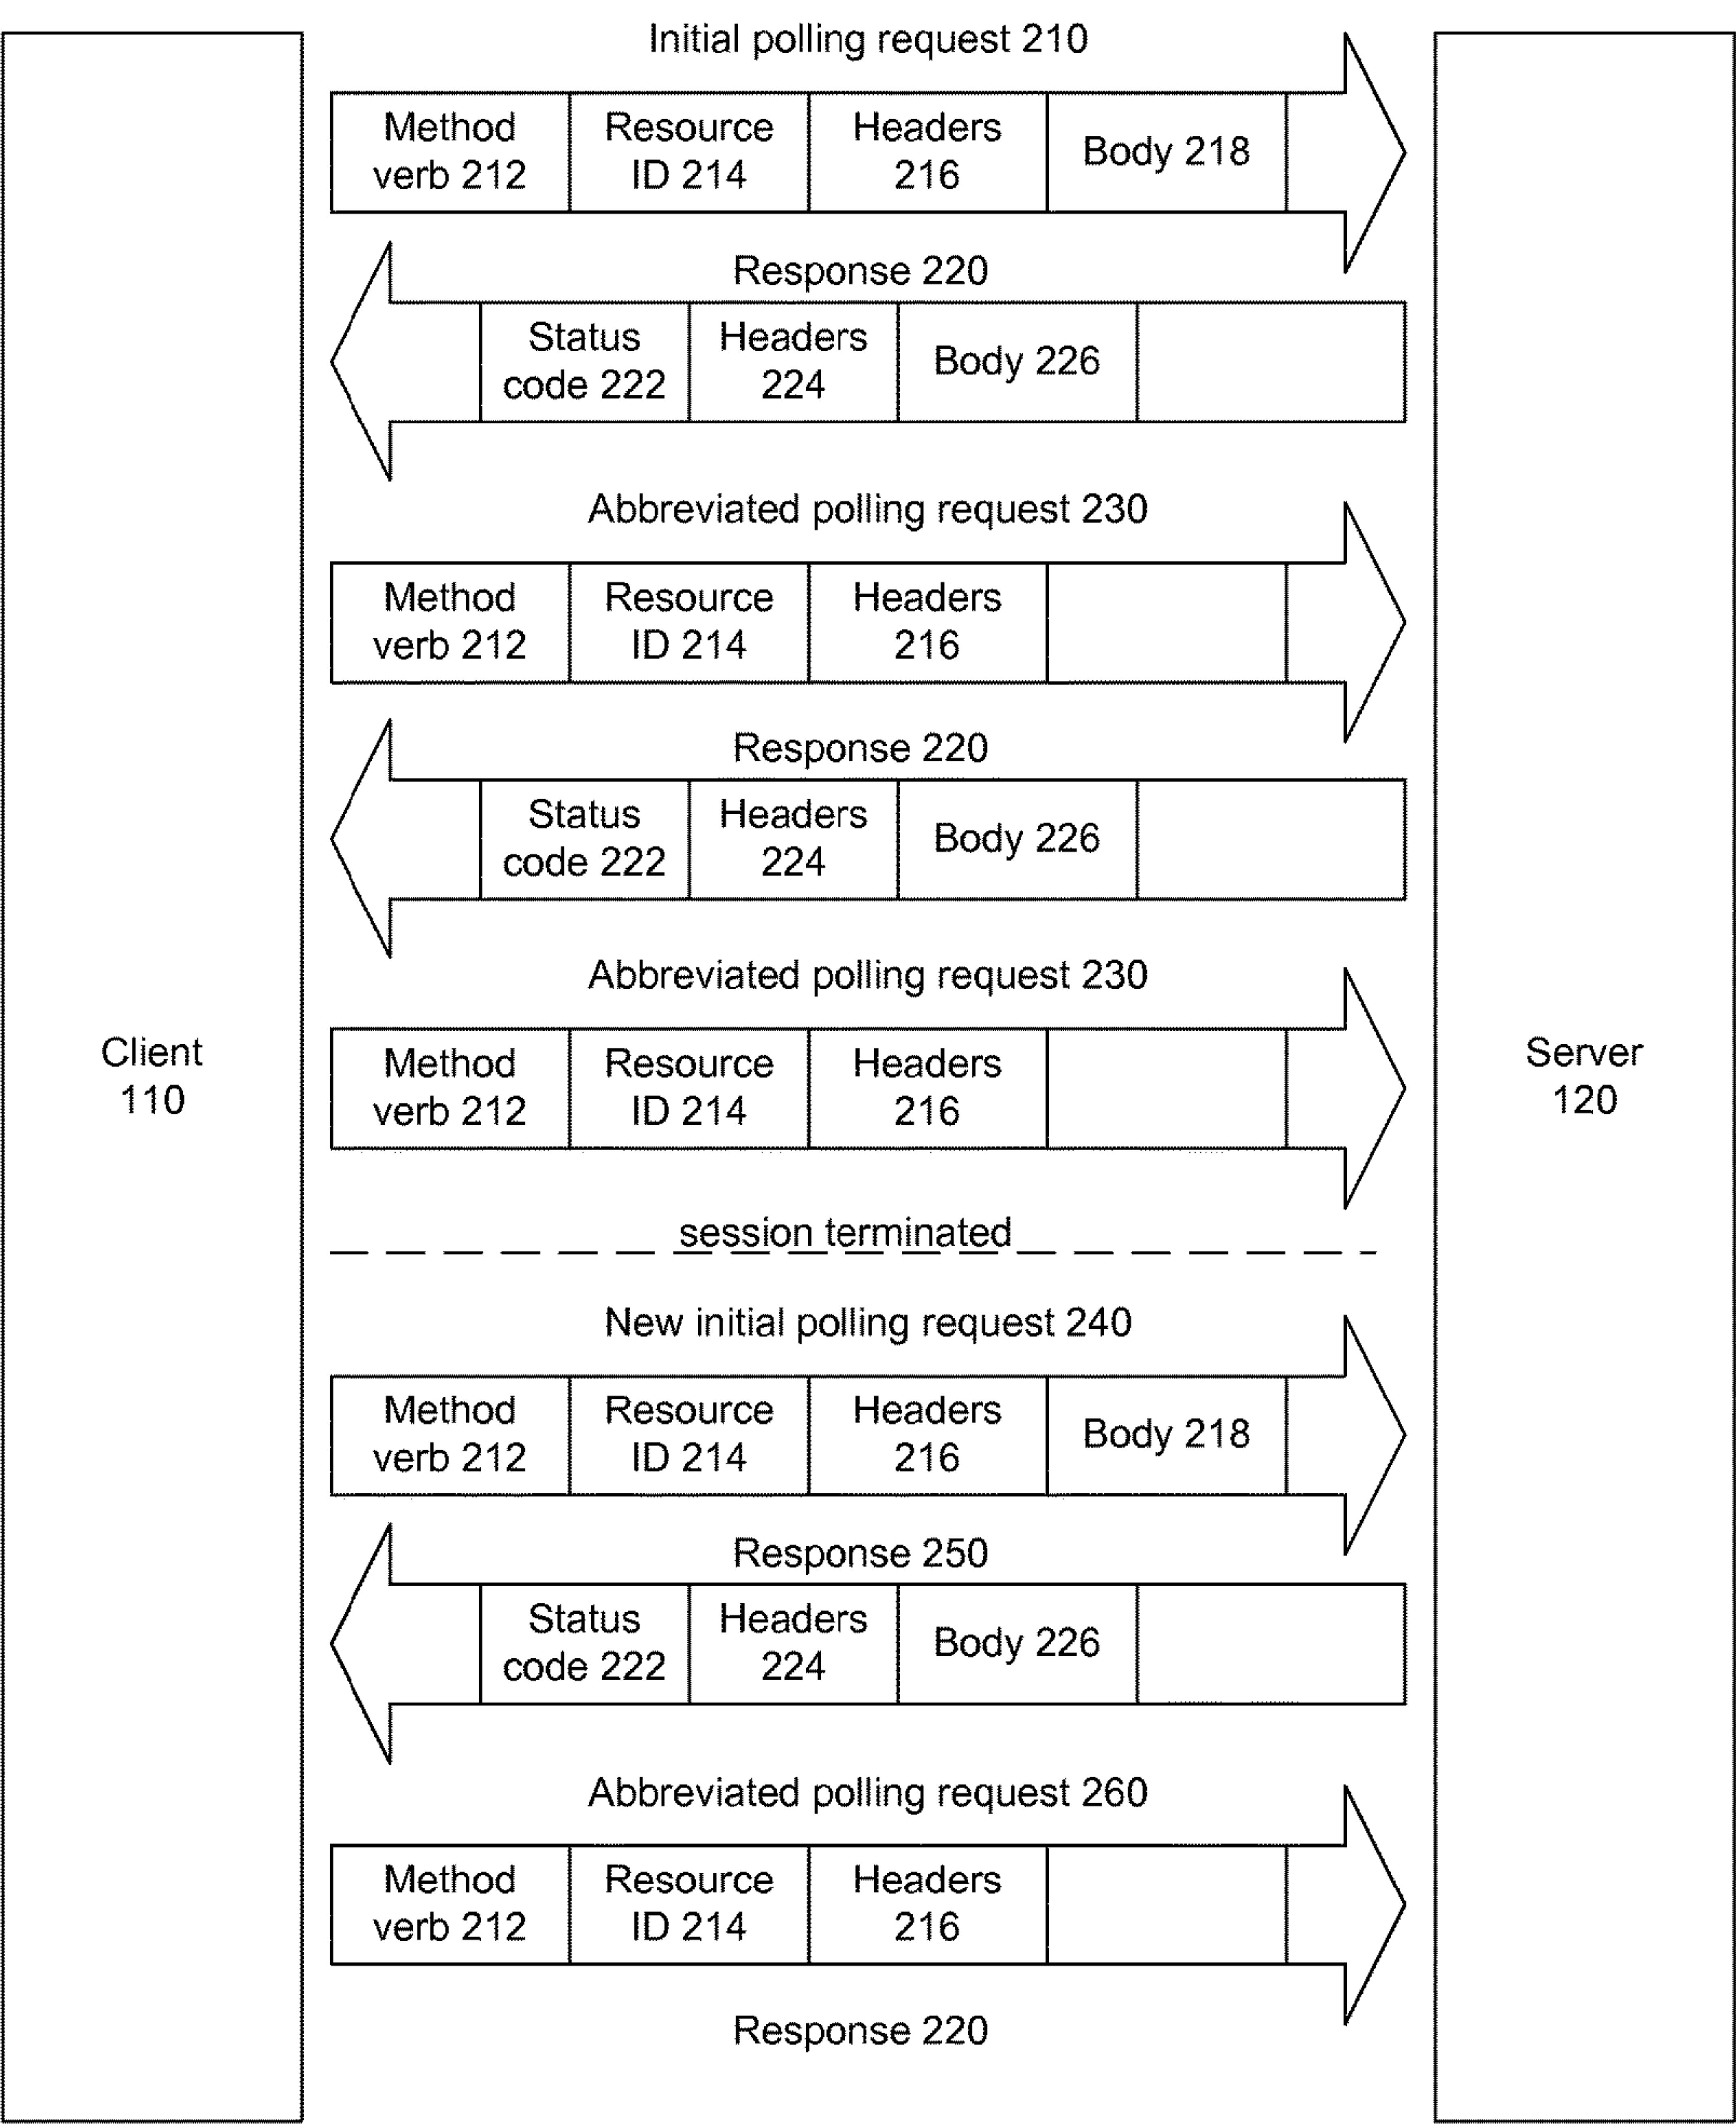 Initial polling request 210
Method
verb 212
Resource
ID 214
Headers
216
Body 218
Response 220
Status
code 222
Headers
224
Body 226
Abbreviated polling request 230
Method
verb 212
Resource
ID 214
Headers
216
Response 220
Status
code 222
Headers
224
Body 226
Abbreviated polling request 230
Client
110
Method
verb 212
Resource
ID 214
Headers
216
Server
120
session terminated
New initial polling request 240
Method
verb 212
Resource
ID 214
Headers
216
Body 218
Response 250
Status
code 222
Headers
224
Body 226
Abbreviated polling request 260
Method
verb 212
Resource
ID 214
Headers
216
Response 220